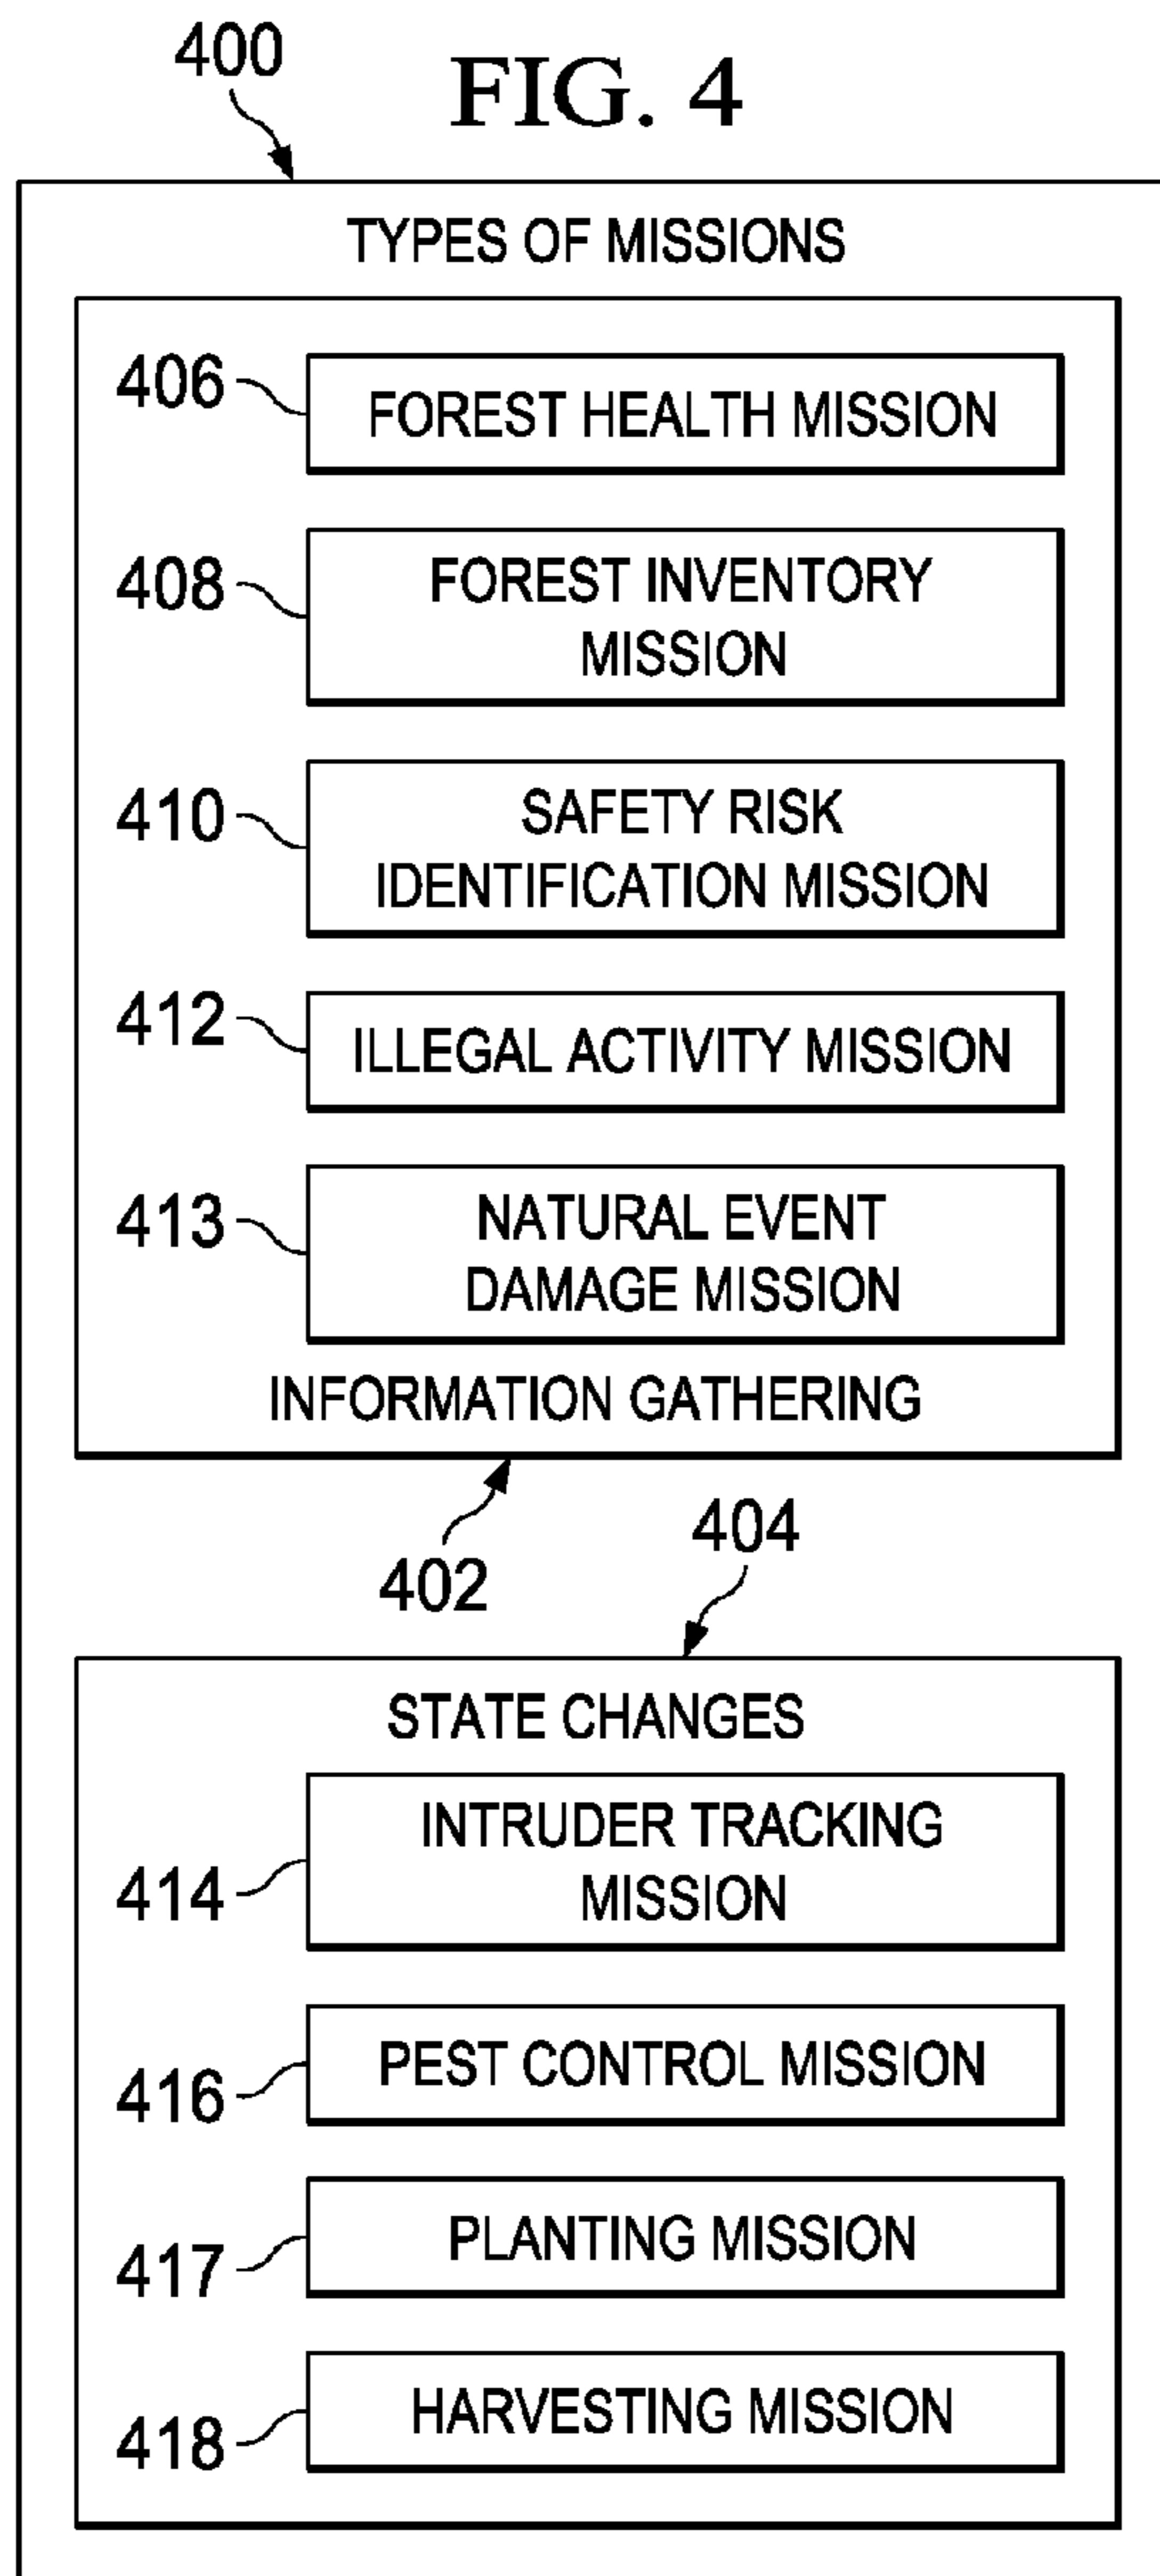 400
FIG. 4
TYPES OF MISSIONS
406
FOREST HEALTH MISSION
408
FOREST INVENTORY
MISSION
410
SAFETY RISK
IDENTIFICATION MISSION
412
ILLEGAL ACTIVITY MISSION
413
NATURAL EVENT
DAMAGE MISSION
INFORMATION GATHERING
402
404
STATE CHANGES
414
INTRUDER TRACKING
MISSION
416
PEST CONTROL MISSION
417
PLANTING MISSION
418
HARVESTING MISSION